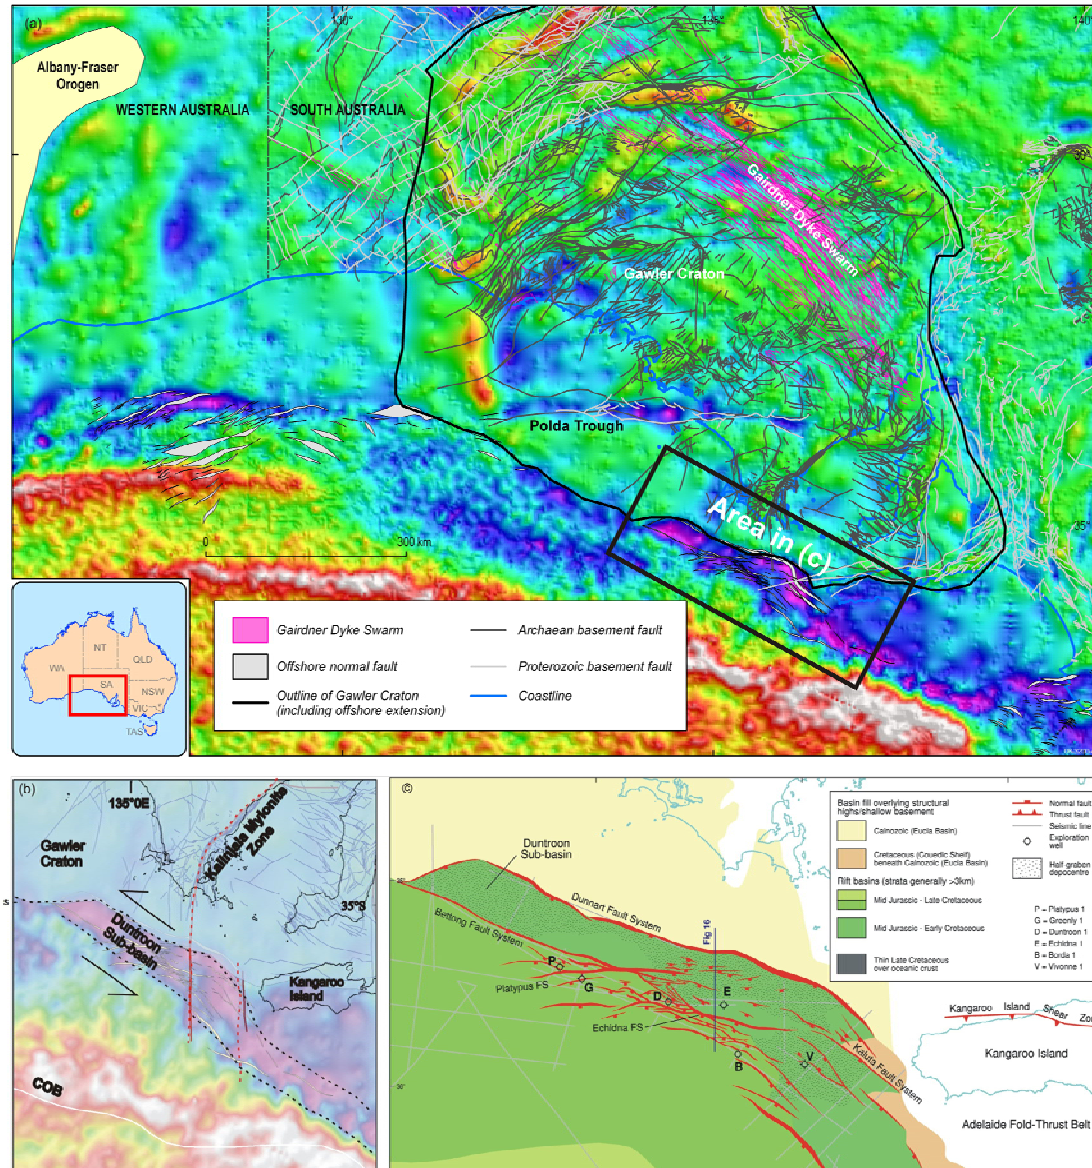 (a)
130°
135°
140°
Albany-Fraser
Orogen
WESTERN AUSTRALIA
SOUTH AUSTRALIA
Gairdner Dyke Swarm
Gawler Craton
Polda Trough
35°
Area in (c)
0
300 km
WA
NT
QLD
SA
NSW
VIC
TAS
Gairdner Dyke Swarm
Offshore normal fault
Outline of Gawler Craton
(including offshore extension)
Archaean basement fault
Proterozoic basement fault
Coastline
(b)
135°0E
Gawler
Craton
Kalinjala Mylonite
Zone
35°S
Duntroon
Sub-basin
Kangaroo
Island
COB
©
Duntroon
Sub-basin
Dunnart Fault System
Bettong Fault System
Fig 16
P
Platypus FS
G
D
E
Echidna FS
B
V
Kaluta Fault System
Basin fill overlying structural
highs/shallow basement
Cainozoic (Eucla Basin)
Cretaceous (Couedic Shelf)
beneath Cainozoic (Eucla Basin)
Rift basins (strata generally >3km)
Mid Jurassic - Late Cretaceous
Mid Jurassic - Early Cretaceous
Thin Late Cretaceous
over oceanic crust
Normal fault
Thrust fault
Seismic line
Exploration
well
Half-graben
depocentre
P = Platypus 1
G = Greenly 1
D = Duntroon 1
E = Echidna 1
B = Borda 1
V = Vivonne 1
Kangaroo Island Shear
Kangaroo Island
Adelaide Fold-Thrust Belt